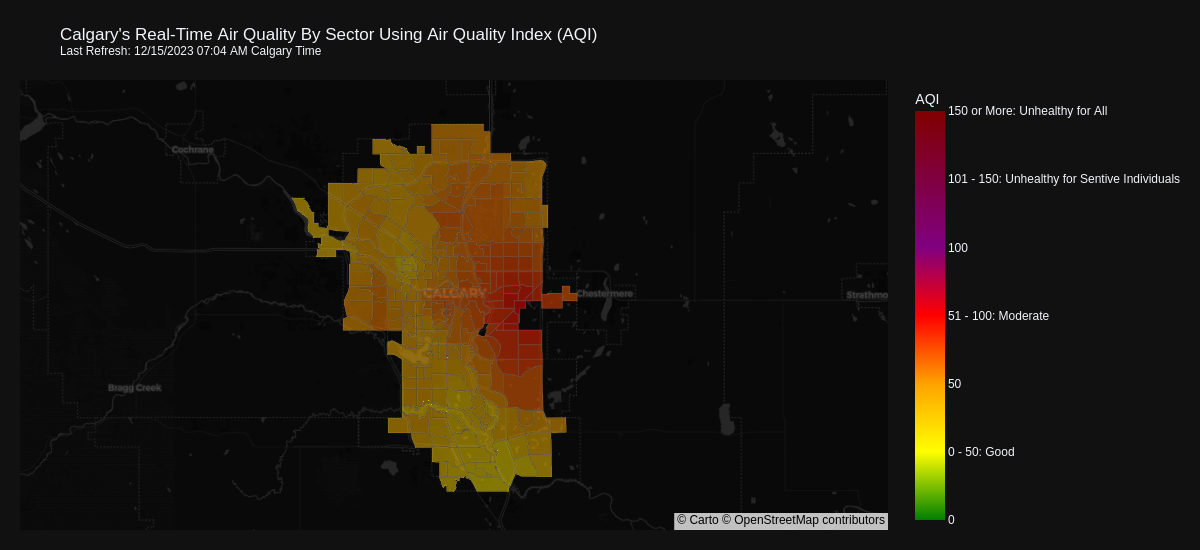 Calgary's Real-Time Air Quality By Sector Using Air Quality Index (AQI)
Last Refresh: 12/15/2023 07:04 AM Calgary Time
AQI
150 or More: Unhealthy for All
Cochrane
101 - 150: Unhealthy for Sentive Individuals
100
CALGARY
Chestermere
Strathmo
51 - 100: Moderate
50
Bragg Creek
0 - 50: Good
0
© Carto © OpenStreetMap contributors